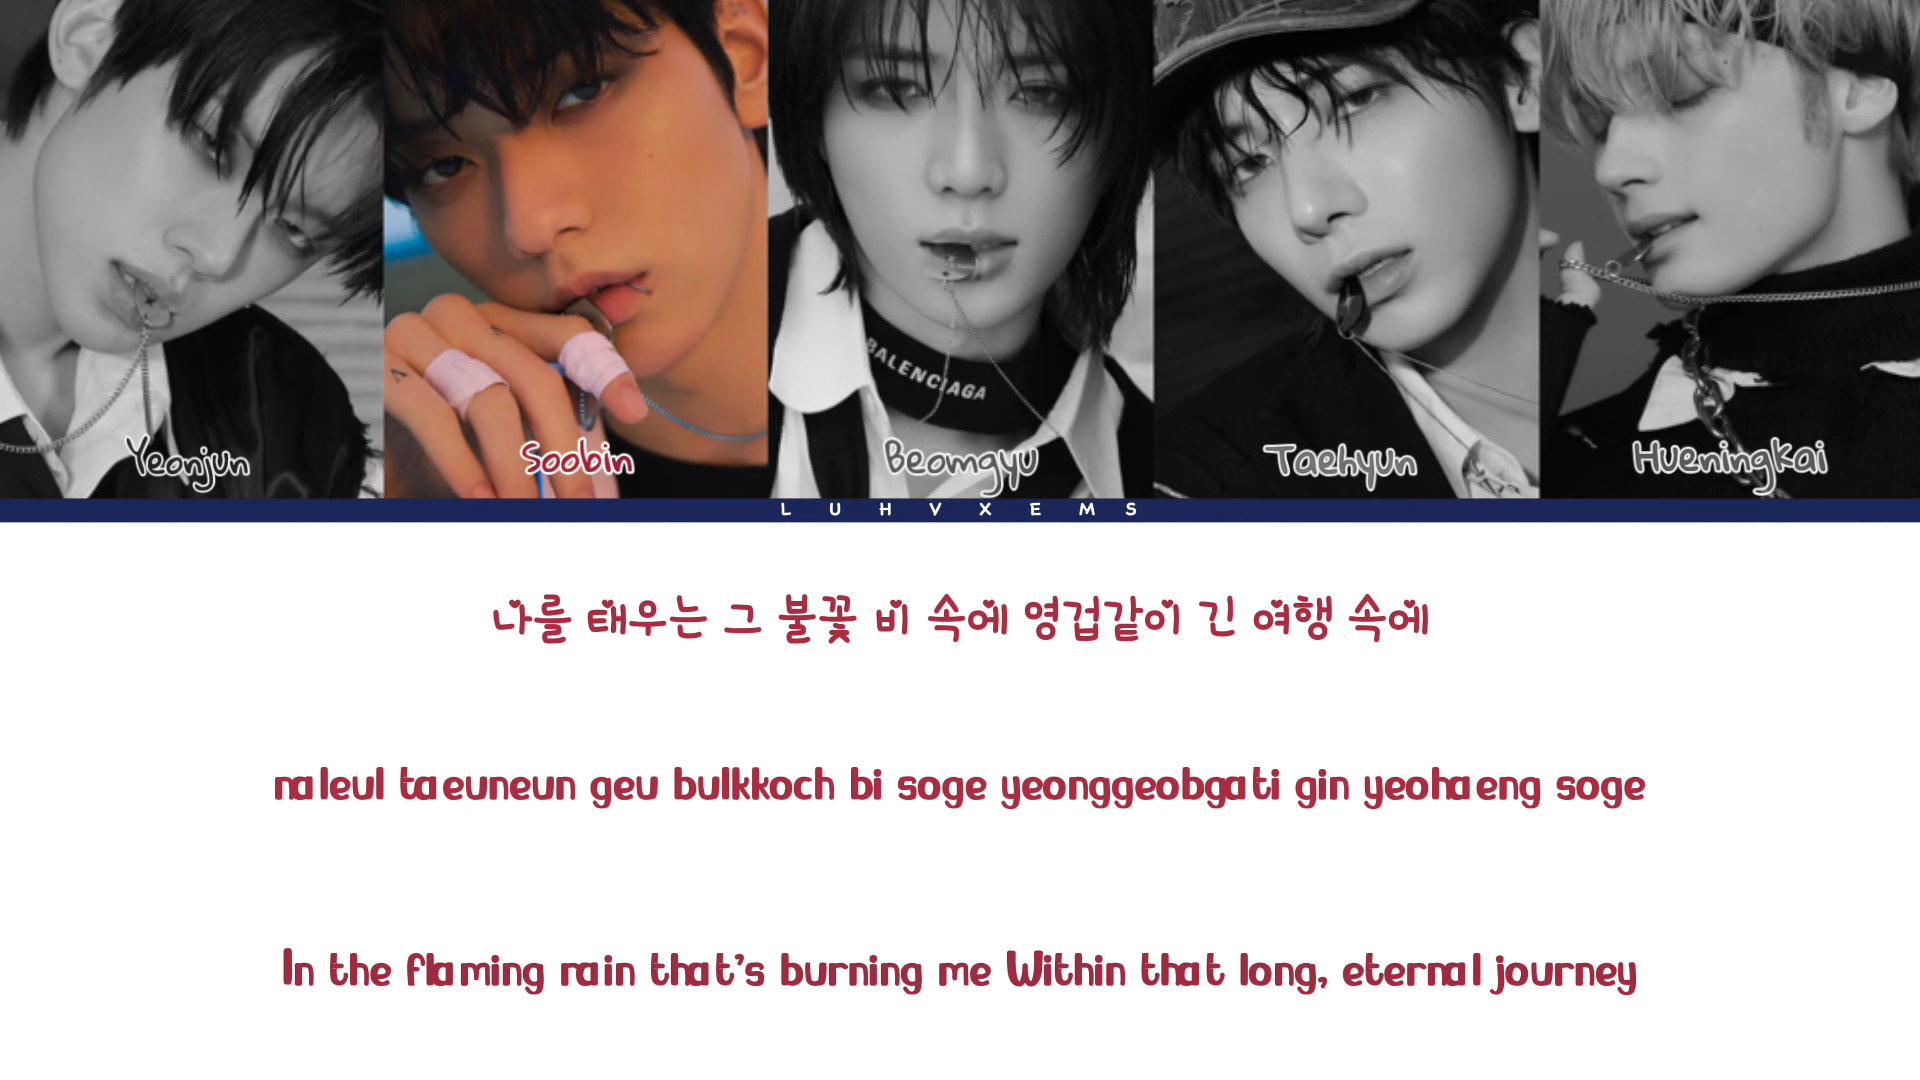 BALENCIAGA
Yeonjun
Soobin
Beomgyu
Taehyun
Hueningkai
LUHVXEMS
나를 태우는 그 불꽃 비 속에 영겁같이 긴 여행 속에
naleul taeuneun geu bulkkoch bi soge yeonggeobgati gin yeohaeng soge
In the flaming rain that's burning me Within that long, eternal journey